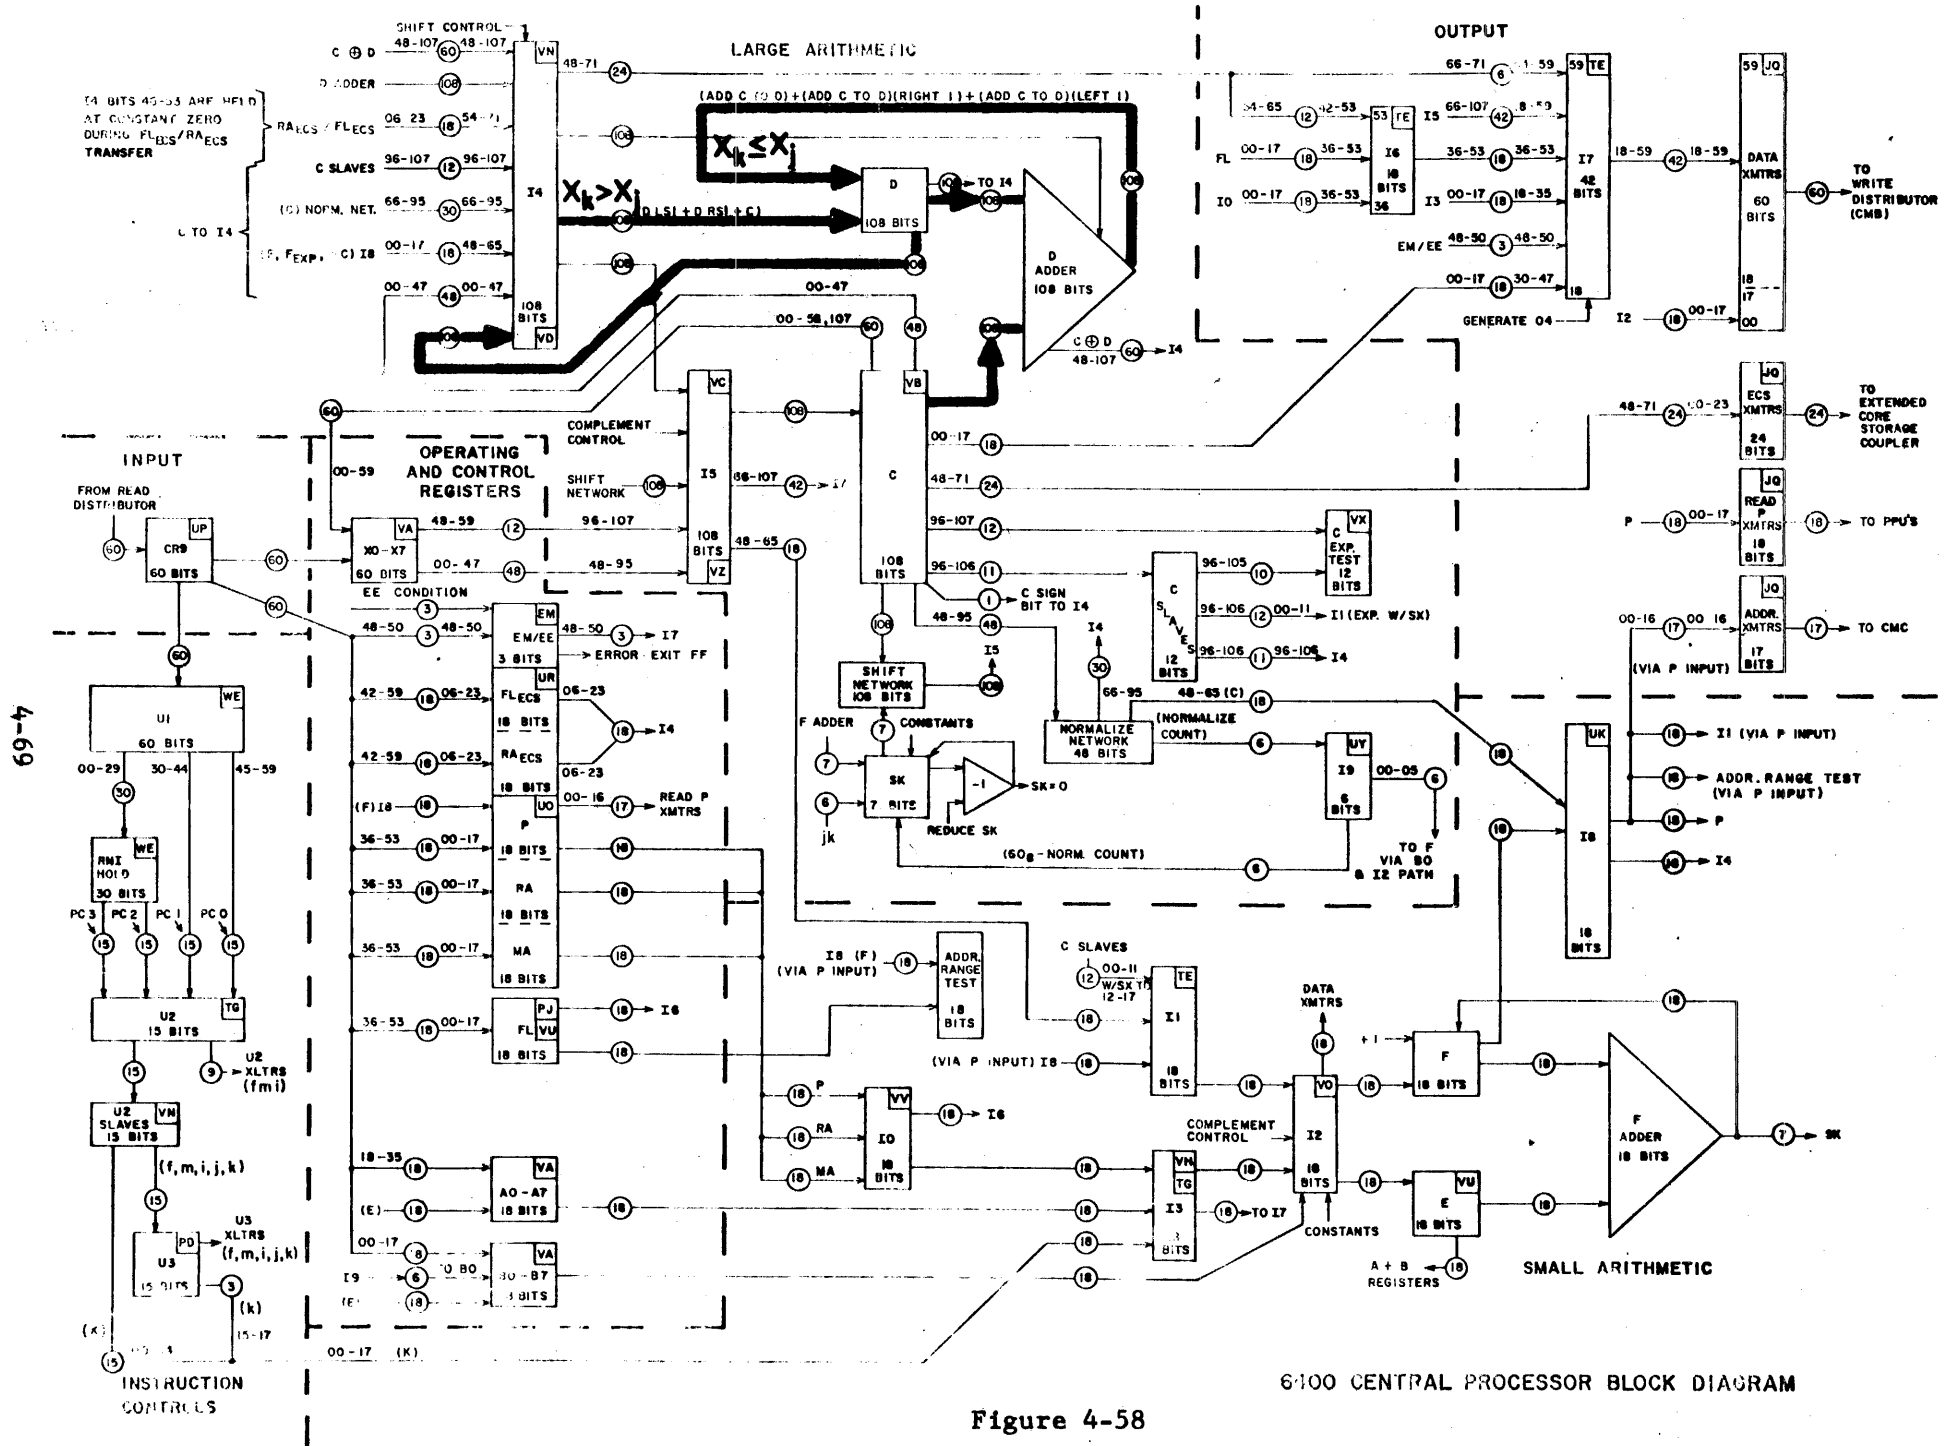 SHIFT CONTROL
C ⊕ D 48-107 60 48-107
D ADDER 108
I4 BITS 48-53 ARE HELD
AT CONSTANT ZERO
DURING FLECS/RAECS
TRANSFER
RAECS / FLECS 06 23 18 54-71
C SLAVES 96-107 12 96-107
(C) NORM. NET. 66-95 30 66-95
C TO I4
FEXP, I8 00-17 18 48-65
00-47 48 00-47
108
VN
I4
108
BITS
VD
LARGE ARITHMETIC
48-71 24
(ADD C TO D)+(ADD C TO D)(RIGHT 1)+(ADD C TO D)(LEFT 1)
108
Xk≤Xj
Xk>Xj
108
(D LS1 + D RS1 + C)
108
D
108 BITS
108 TO I4
108
108
108
D
ADDER
108 BITS
108
00-47
60 48
C ⊕ D
48-107 60 I4
OUTPUT
66-71 6 59
54-65 12 42-53
I5 66-107 42 18-59
FL 00-17 18 36-53
I0 00-17 18 36-53
53 TE
I6
18
BITS
36
36-53 18 36-53
I3 00-17 18 18-35
EM/EE 48-50 3 48-50
00-17 18 30-47
59 TE
I7
42
BITS
18
18-59 42 18-59
GENERATE 04
I2 18 00-17
59 JQ
DATA
XMTRS
60
BITS
18
17
00
60
TO
WRITE
DISTRIBUTOR
(CMB)
60
INPUT
FROM READ
DISTRIBUTOR
60
UP
CR9
60 BITS
60
60
60
OPERATING
AND CONTROL
REGISTERS
00-59
VA
X0-X7
60 BITS
48-59 12 96-107
00-47 48 48-95
COMPLEMENT
CONTROL
SHIFT
NETWORK 108
VC
I5
108
BITS
VZ
108
66-107 42 I7
48-65 18
VB
C
108
BITS
00-17 18
48-71 24
96-107 12
96-106 11
1 C SIGN
BIT TO I4
48-95 48
108
VX
C
EXP.
TEST
12
BITS
C
SLAVES
12
BITS
96-105 10
96-106 12 00-11 I1 (EXP. W/SX)
96-106 11 96-106 I4
48-71 24 00-23
JQ
ECS
XMTRS
24
BITS
24
TO
EXTENDED
CORE
STORAGE
COUPLER
P 18 00-17
JQ
READ
P
XMTRS
18
BITS
18 TO PPU'S
00-16 17 00 16
JQ
ADDR.
XMTRS
17
BITS
17 TO CMC
(VIA P INPUT)
EE CONDITION
3
48-50 3 48-50
EM
EM/EE
3 BITS
48-50 3 I7
ERROR EXIT FF
42-59 18 06-23
UR
FLECS
18 BITS
06-23
18 I4
42-59 18 06-23
RAECS
18 BITS
06-23
(F)I8 18
UO
P
18 BITS
00-16 17 READ P
XMTRS
36-53 18 00-17
18
36-53 18 00-17
RA
18 BITS
18
36-53 18 00-17
MA
18 BITS
18
36-53 18 00-17
PJ
FL VU
18 BITS
18 I6
18
18-35 18
(E) 18
VA
A0-A7
18 BITS
18
00-17 18
I9 6
18
VA
B0-B7
BITS
60
WE
U1
60 BITS
00-29 30-44 45-59
30
WE
RNI
HOLD
30 BITS
PC 3 PC 2 PC 1 PC 0
15 15 15 15
TG
U2
15 BITS
15 9
U2
XLTRS
(fmi)
U2 VN
SLAVES
15 BITS
(f,m,i,j,k)
15
PD
U3
15 BITS
U3
XLTRS
(f,m,i,j,k)
3
(k)
15-17
(K)
15
00-17 (K)
INSTRUCTION
CONTROLS
SHIFT
NETWORK
108 BITS
I5
108
7
F ADDER CONSTANTS
7
SK
7 BITS
-1
SK=0
6
jk
REDUCE SK
I4
30
66-95 48-65 (C) 18
NORMALIZE
NETWORK
48 BITS
(NORMALIZE
COUNT)
6
UY
I9
6
BITS
00-05 6
TO F
VIA B0
& I2 PATH
(608-NORM. COUNT) 6
18
18
UK
I8
18
BITS
18 I1 (VIA P INPUT)
18 ADDR. RANGE TEST
(VIA P INPUT)
18 P
18 I4
I8 (F) 18
(VIA P INPUT)
ADDR.
RANGE
TEST
18
BITS
C SLAVES
12 00-11
12-17
18
(VIA P INPUT) I8 18
TE
I1
18
BITS
18
18 P
18 RA
18 MA
VV
I0
18
BITS
18 I6
18
18
18
18
VN
TG
I3
BITS
18
18 TO I7
DATA
XMTRS
18
COMPLEMENT
CONTROL
VO
I2
18
BITS
CONSTANTS
18
18
+1
F
18 BITS
18
18
VU
E
18 BITS
18
A + B
REGISTERS 18
F
ADDER
18 BITS
7 SK
SMALL ARITHMETIC
6400 CENTRAL PROCESSOR BLOCK DIAGRAM
Figure 4-58
4-69